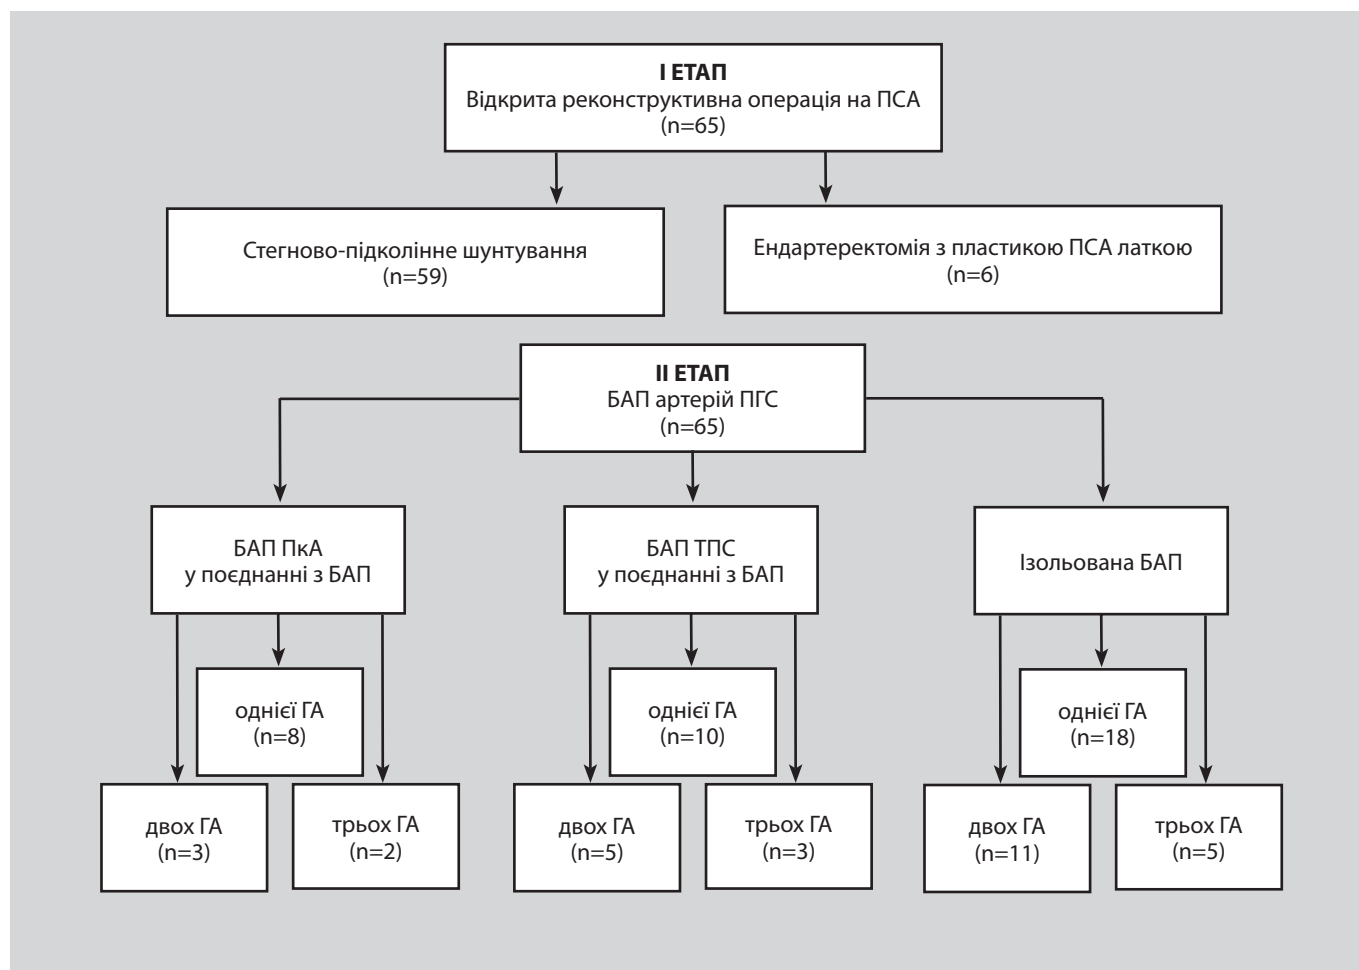 І ЕТАП
Відкрита реконструктивна операція на ПСА
(n=65)
Стегново-підколінне шунтування
(n=59)
Ендартеректомія з пластикою ПСА латкою
(n=6)
ІІ ЕТАП
БАП артерій ПГС
(n=65)
БАП ПкА
у поєднанні з БАП
БАП ТПС
у поєднанні з БАП
Ізольована БАП
однієї ГА
(n=8)
однієї ГА
(n=10)
однієї ГА
(n=18)
двох ГА
(n=3)
трьох ГА
(n=2)
двох ГА
(n=5)
трьох ГА
(n=3)
двох ГА
(n=11)
трьох ГА
(n=5)